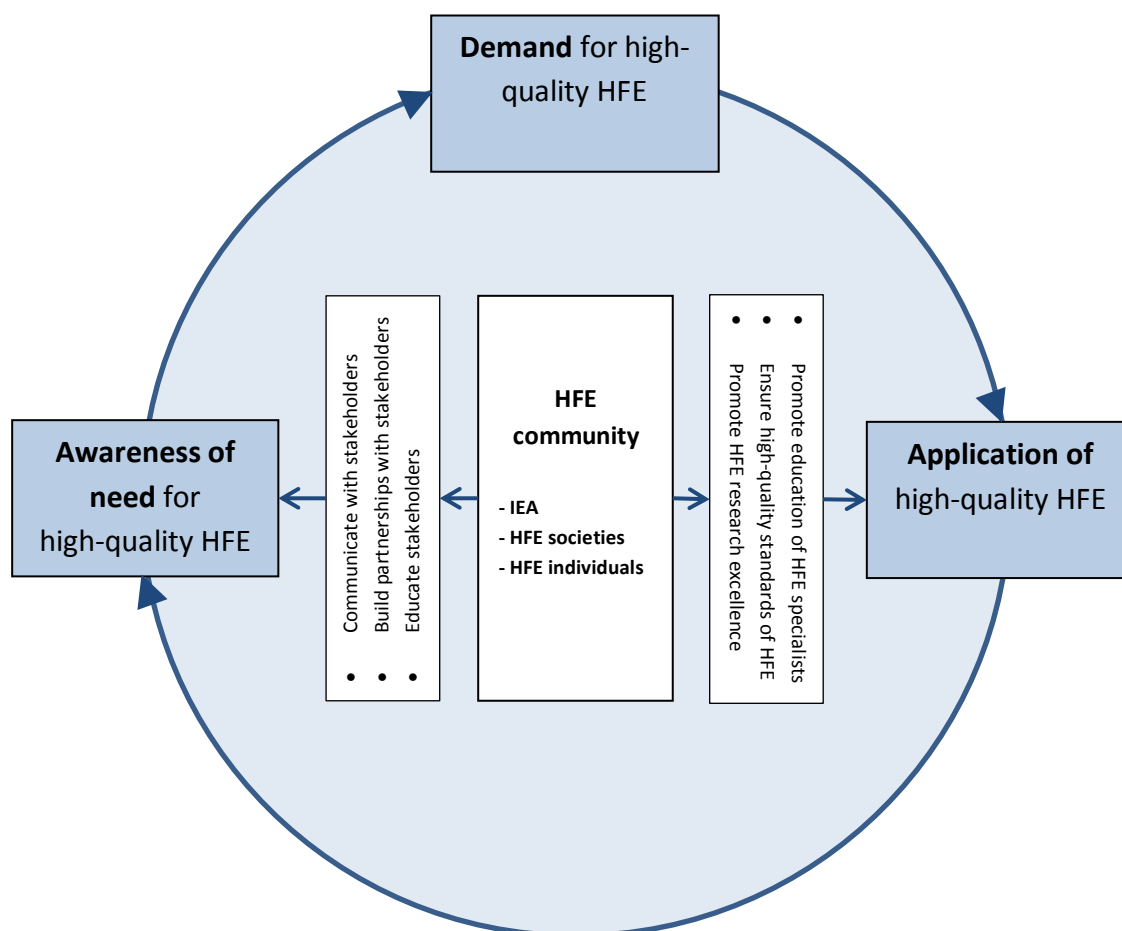 Demand for high-
quality HFE
Awareness of
need for
high-quality HFE
• Communicate with stakeholders
• Build partnerships with stakeholders
• Educate stakeholders
HFE
community
- IEA
- HFE societies
- HFE individuals
• Promote education of HFE specialists
• Ensure high-quality standards of HFE
• Promote HFE research excellence
Application of
high-quality HFE